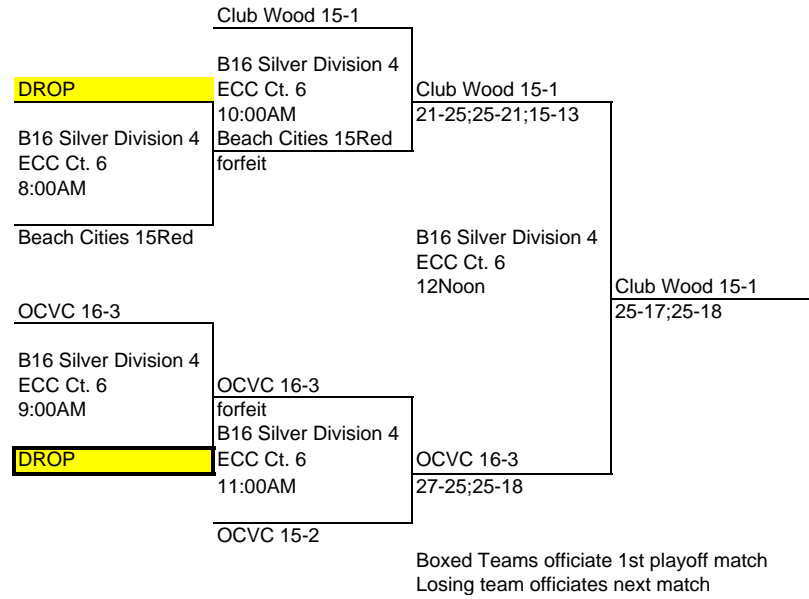 Club Wood 15-1
B16 Silver Division 4
DROP
ECC Ct. 6
Club Wood 15-1
10:00AM
21-25;25-21;15-13
B16 Silver Division 4
Beach Cities 15Red
ECC Ct. 6
forfeit
8:00AM
Beach Cities 15Red
B16 Silver Division 4
ECC Ct. 6
12Noon
Club Wood 15-1
OCVC 16-3
25-17;25-18
B16 Silver Division 4
ECC Ct. 6
OCVC 16-3
9:00AM
forfeit
B16 Silver Division 4
DROP
ECC Ct. 6
OCVC 16-3
11:00AM
27-25;25-18
OCVC 15-2
Boxed Teams officiate 1st playoff match
Losing team officiates next match